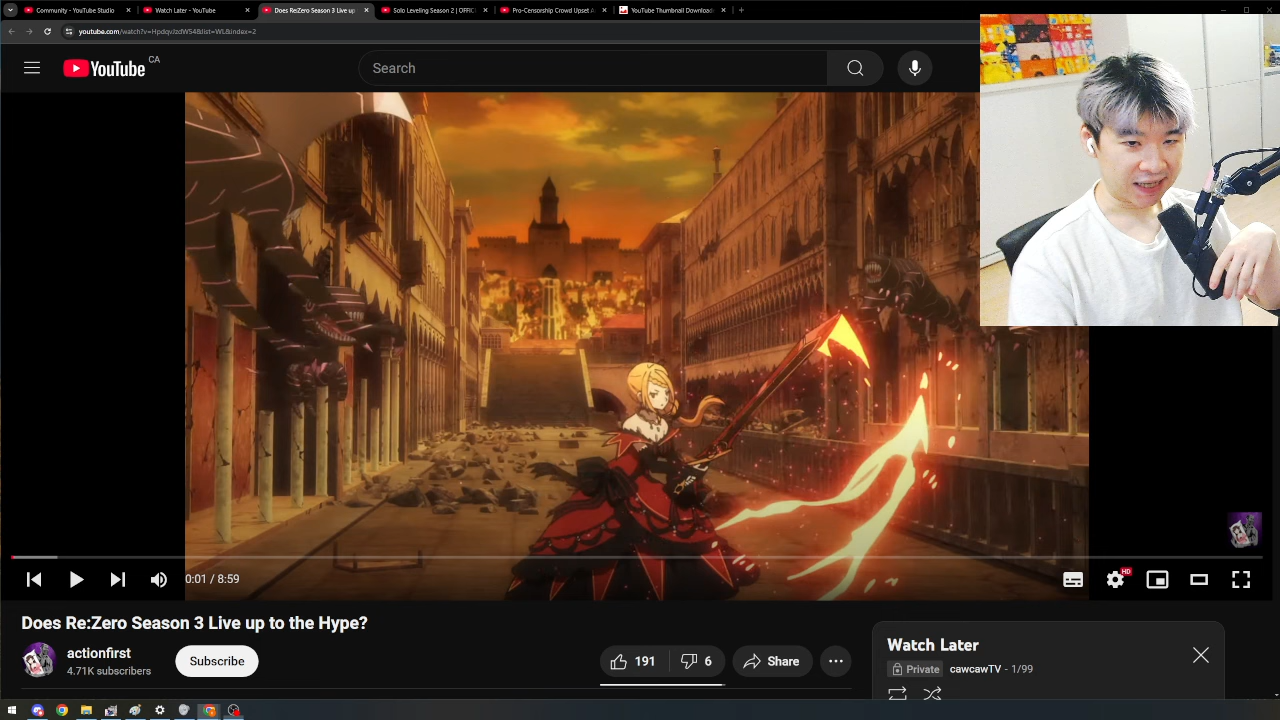 Community - YouTube Studio
Watch Later - YouTube
Does Re:Zero Season 3 Live up
Solo Leveling Season 2 | OFFIC
Pro-Censorship Crowd Upset A
YouTube Thumbnail Download
youtube.com/watch?v=HpdqvJzdW54&list=WL&index=2
YouTube CA
Search
0:01 / 8:59
HD
Does Re:Zero Season 3 Live up to the Hype?
actionfirst
4.71K subscribers
Subscribe
191
6
Share
Watch Later
Private
cawcawTV - 1/99